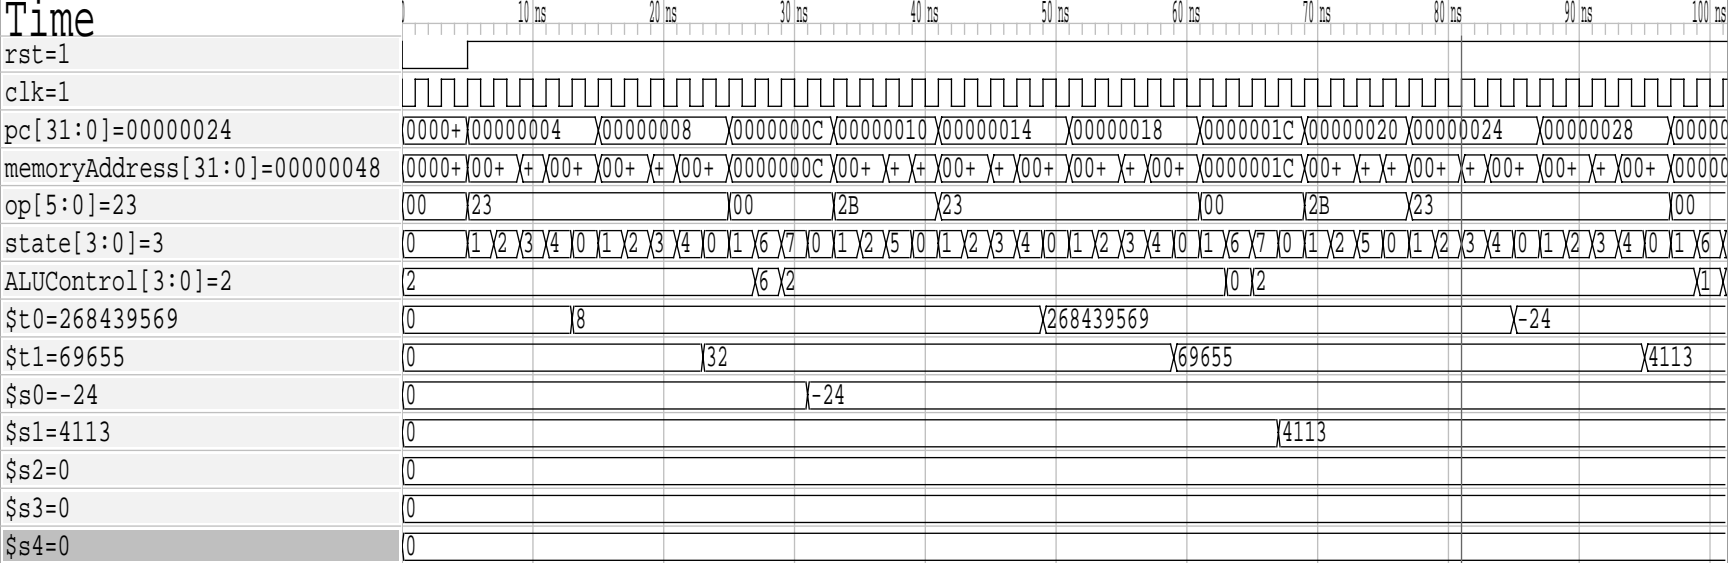 Time
10 ns 20 ns 30 ns 40 ns 50 ns 60 ns 70 ns 80 ns 90 ns 100 ns
rst=1
clk=1
pc[31:0]=00000024 0000+ 00000004 00000008 0000000C 00000010 00000014 00000018 0000001C 00000020 00000024 00000028 00000
memoryAddress[31:0]=00000048 0000+ 00+ + 00+ 00+ + 00+ 0000000C 00+ + + 00+ + 00+ 00+ + 00+ 0000001C 00+ + + 00+ + 00+ 00+ + 00+ 00000
op[5:0]=23 00 23 00 2B 23 00 2B 23 00
state[3:0]=3 0 1 2 3 4 0 1 2 3 4 0 1 6 7 0 1 2 5 0 1 2 3 4 0 1 2 3 4 0 1 6 7 0 1 2 5 0 1 2 3 4 0 1 2 3 4 0 1 6
ALUControl[3:0]=2 2 6 2 0 2 1
$t0=268439569 0 8 268439569 -24
$t1=69655 0 32 69655 4113
$s0=-24 0 -24
$s1=4113 0 4113
$s2=0 0
$s3=0 0
$s4=0 0